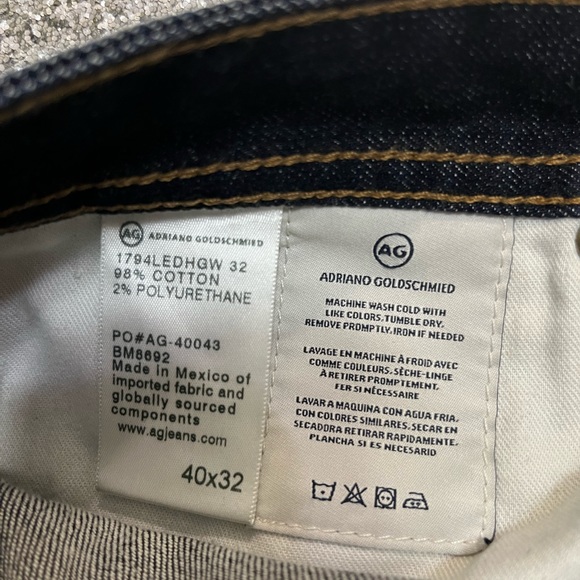 AG ADRIANO GOLDSCHMIED
1794LEDHGW 32
98% COTTON
2% POLYURETHANE
PO#AG-40043
BM8692
Made in Mexico of
imported fabric and
globally sourced
components
www.agjeans.com
40x32
AG
ADRIANO GOLDSCHMIED
MACHINE WASH COLD WITH
LIKE COLORS. TUMBLE DRY.
REMOVE PROMPTLY. IRON IF NEEDED
LAVAGE EN MACHINE À FROID AVEC
COMME COULEURS. SÈCHE-LINGE
À RETIRER PROMPTEMENT.
FER SI NÉCESSAIRE
LAVAR A MAQUINA CON AGUA FRIA.
CON COLORES SIMILARES. SECAR EN
SECADORA RETIRAR RAPIDAMENTE.
PLANCHA SI ES NECESARIO